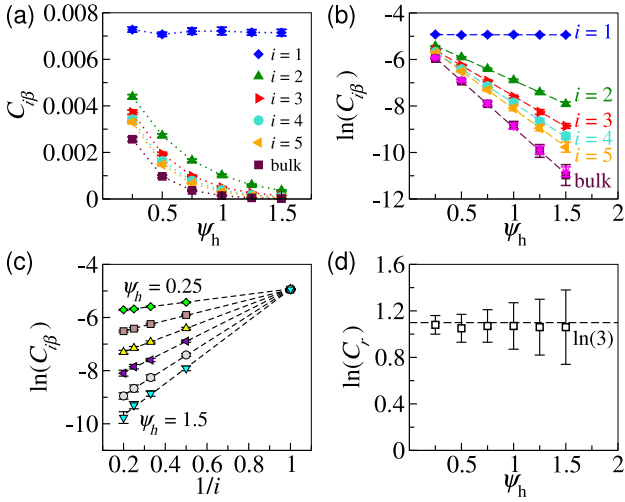 (a)
0.008
0.006
0.004
0.002
0
C_{iβ}
i = 1
i = 2
i = 3
i = 4
i = 5
bulk
0 0.5 1 1.5 2
ψ_h
(b)
-4
-6
-8
-10
-12
ln(C_{iβ})
i = 1
i = 2
i = 3
i = 4
i = 5
bulk
0 0.5 1 1.5 2
ψ_h
(c)
-4
-6
-8
-10
ln(C_{iβ})
ψ_h = 0.25
ψ_h = 1.5
0.2 0.4 0.6 0.8 1
1/i
(d)
1.6
1.2
0.8
0.4
0
ln(C_r)
ln(3)
0 0.5 1 1.5 2
ψ_h